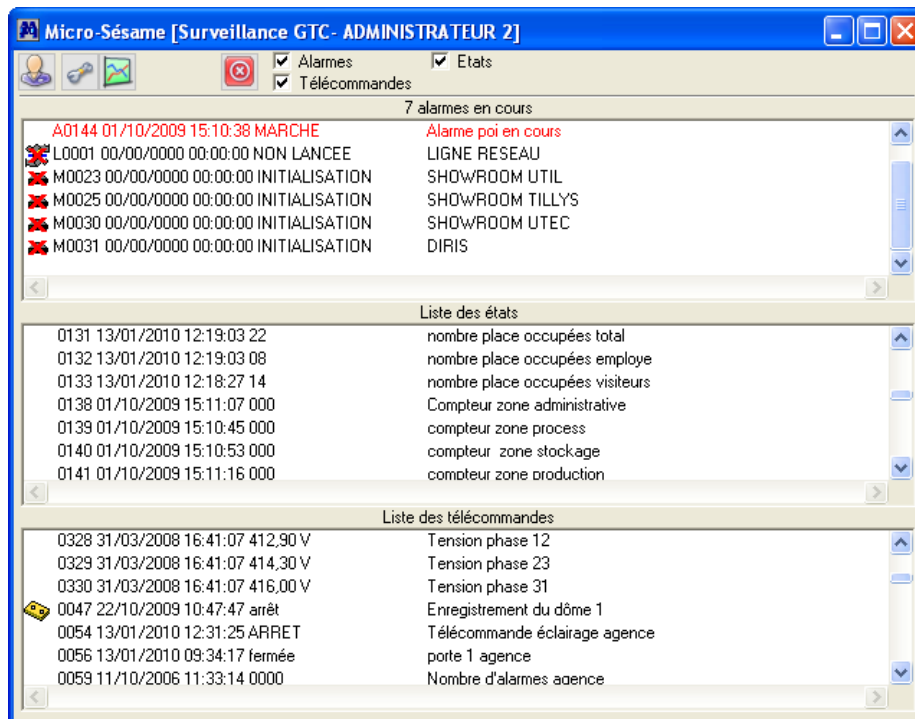 Micro-Sésame [Surveillance GTC- ADMINISTRATEUR 2]
Alarmes Etats
Télécommandes
7 alarmes en cours
A0144 01/10/2009 15:10:38 MARCHE Alarme poi en cours
L0001 00/00/0000 00:00:00 NON LANCEE LIGNE RESEAU
M0023 00/00/0000 00:00:00 INITIALISATION SHOWROOM UTIL
M0025 00/00/0000 00:00:00 INITIALISATION SHOWROOM TILLYS
M0030 00/00/0000 00:00:00 INITIALISATION SHOWROOM UTEC
M0031 00/00/0000 00:00:00 INITIALISATION DIRIS
Liste des états
0131 13/01/2010 12:19:03 22 nombre place occupées total
0132 13/01/2010 12:19:03 08 nombre place occupées employe
0133 13/01/2010 12:18:27 14 nombre place occupées visiteurs
0138 01/10/2009 15:11:07 000 Compteur zone administrative
0139 01/10/2009 15:10:45 000 compteur zone process
0140 01/10/2009 15:10:53 000 compteur zone stockage
0141 01/10/2009 15:11:16 000 compteur zone production
Liste des télécommandes
0328 31/03/2008 16:41:07 412,90 V Tension phase 12
0329 31/03/2008 16:41:07 414,30 V Tension phase 23
0330 31/03/2008 16:41:07 416,00 V Tension phase 31
0047 22/10/2009 10:47:47 arrêt Enregistrement du dôme 1
0054 13/01/2010 12:31:25 ARRET Télécommande éclairage agence
0056 13/01/2010 09:34:17 fermée porte 1 agence
0059 11/10/2006 11:33:14 0000 Nombre d'alarmes agence